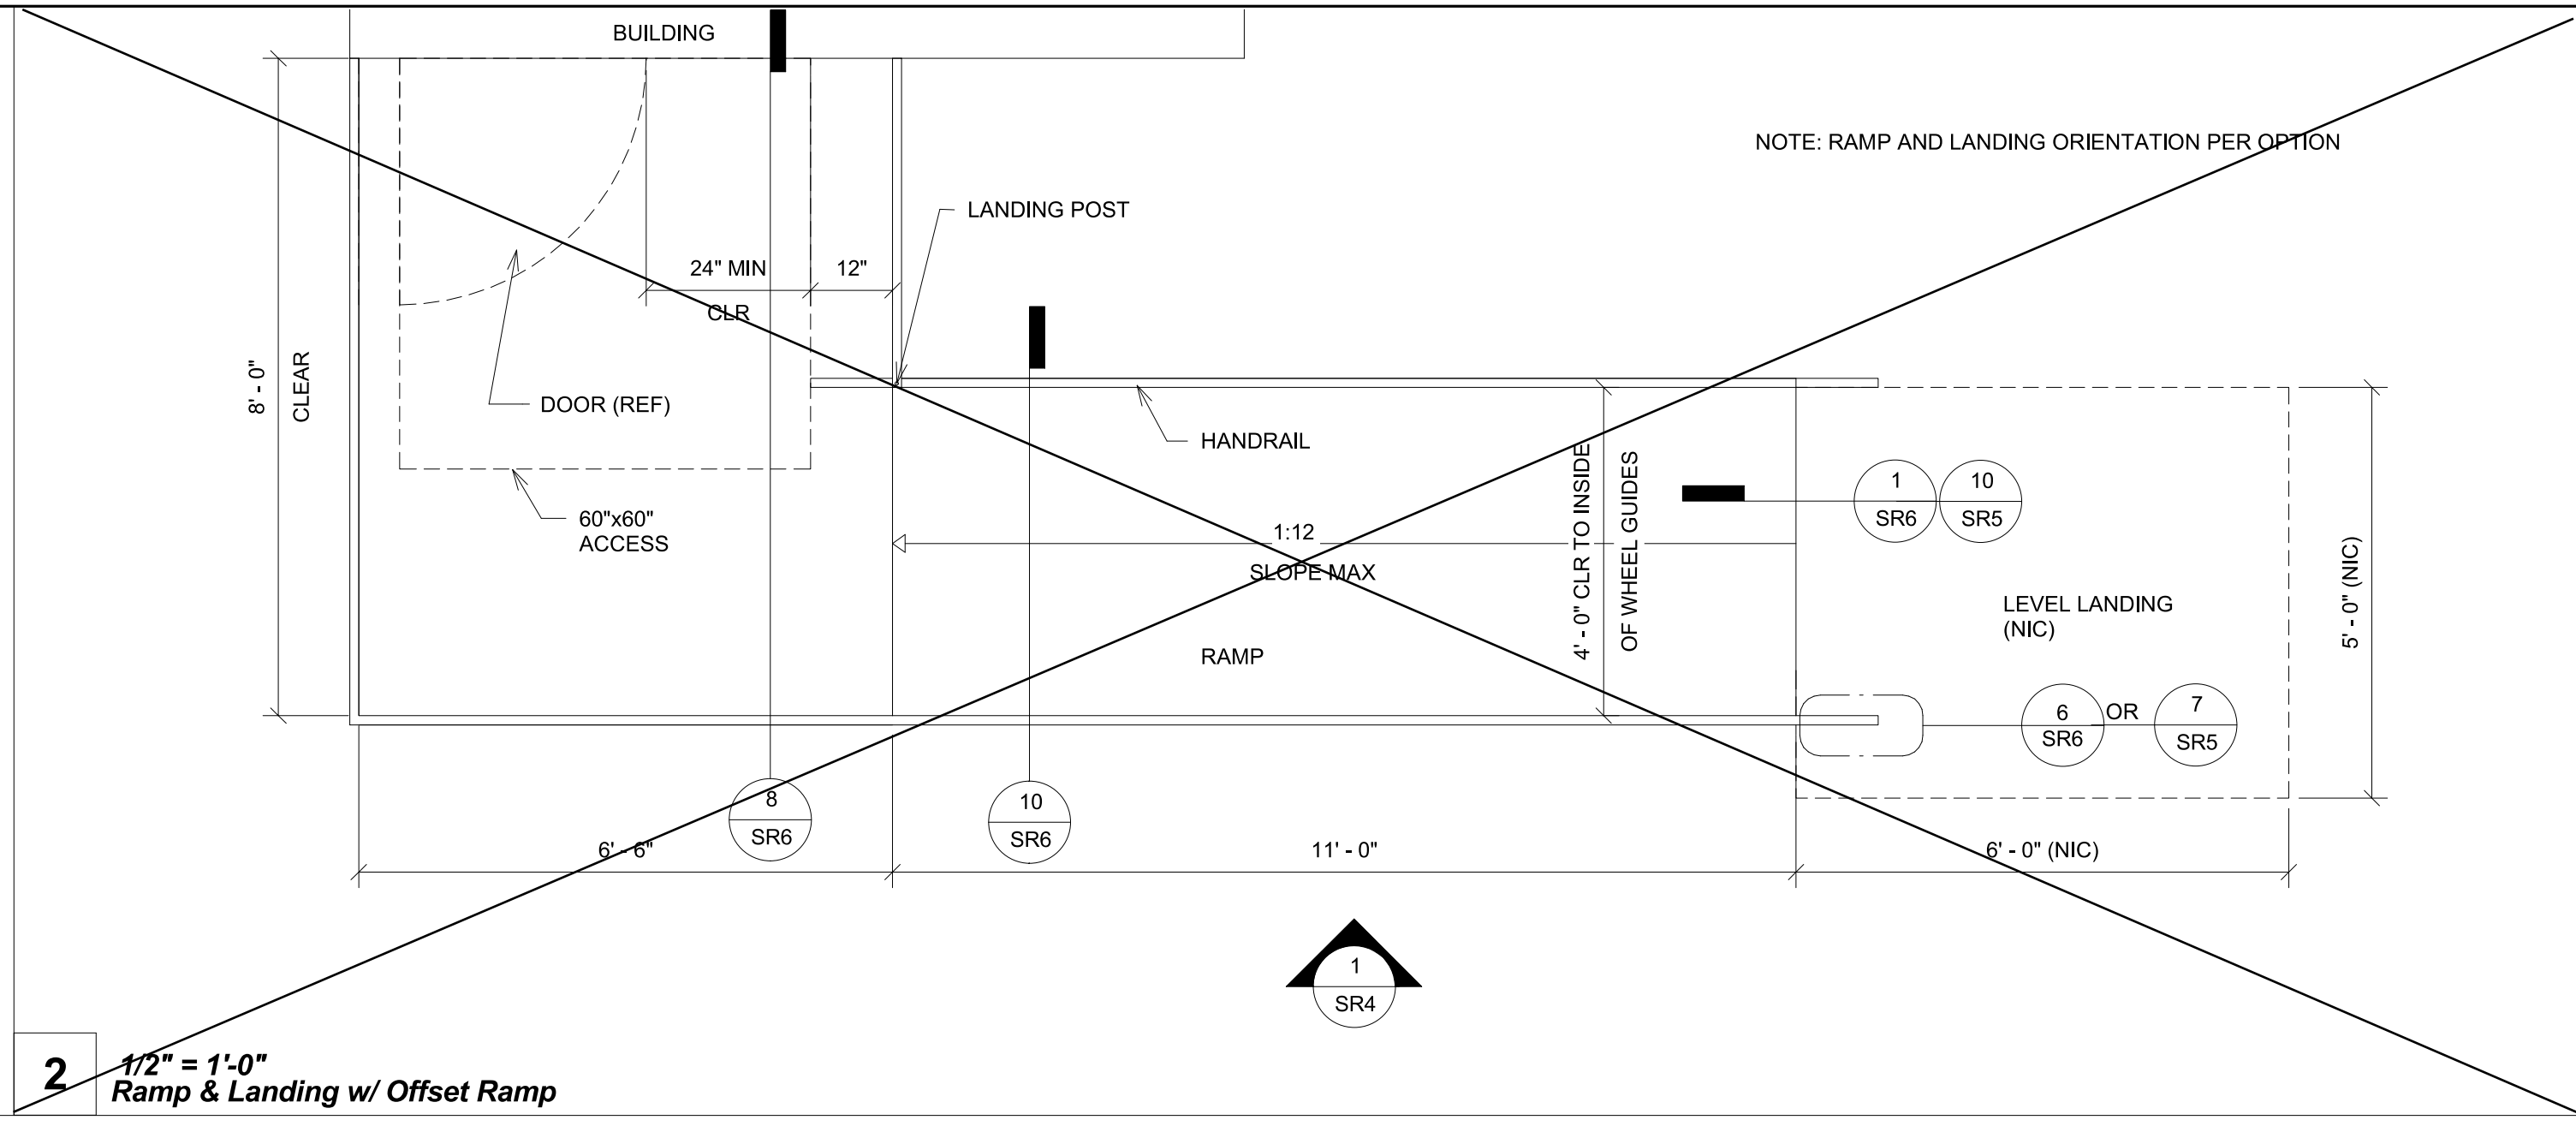 BUILDING
NOTE: RAMP AND LANDING ORIENTATION PER OPTION
LANDING POST
24" MIN
CLR
12"
8' - 0"
CLEAR
DOOR (REF)
HANDRAIL
60"x60"
ACCESS
1:12
SLOPE MAX
RAMP
4' - 0" CLR TO INSIDE
OF WHEEL GUIDES
1
SR6
10
SR5
LEVEL LANDING
(NIC)
5' - 0" (NIC)
6
SR6
OR
7
SR5
8
SR6
10
SR6
6' - 6"
11' - 0"
6' - 0" (NIC)
1
SR4
2
1/2" = 1'-0"
Ramp & Landing w/ Offset Ramp